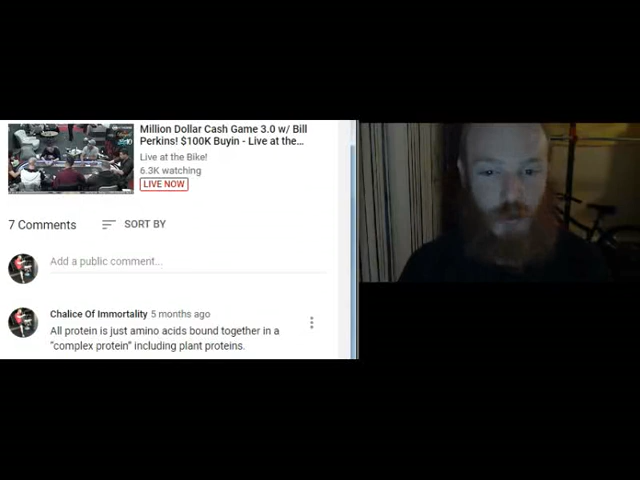 Million Dollar Cash Game 3.0 w/ Bill
Perkins! $100K Buyin - Live at the...
Live at the Bike!
6.3K watching
LIVE NOW
7 Comments
SORT BY
Add a public comment...
Chalice Of Immortality 5 months ago
All protein is just amino acids bound together in a
“complex protein” including plant proteins.